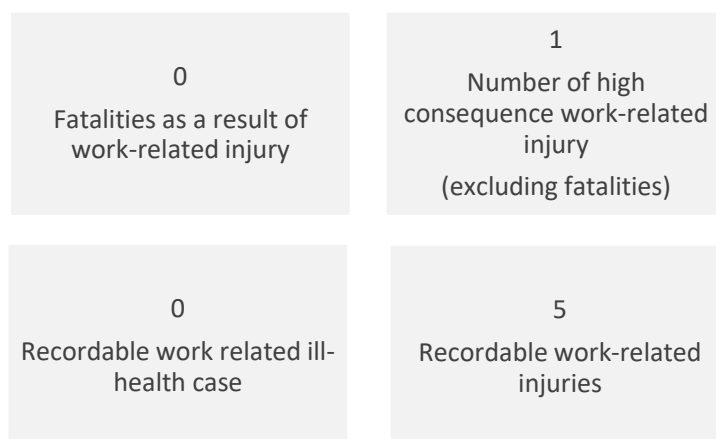 0
Fatalities as a result of
work-related injury
1
Number of high
consequence work-related
injury
(excluding fatalities)
0
Recordable work related ill-
health case
5
Recordable work-related
injuries